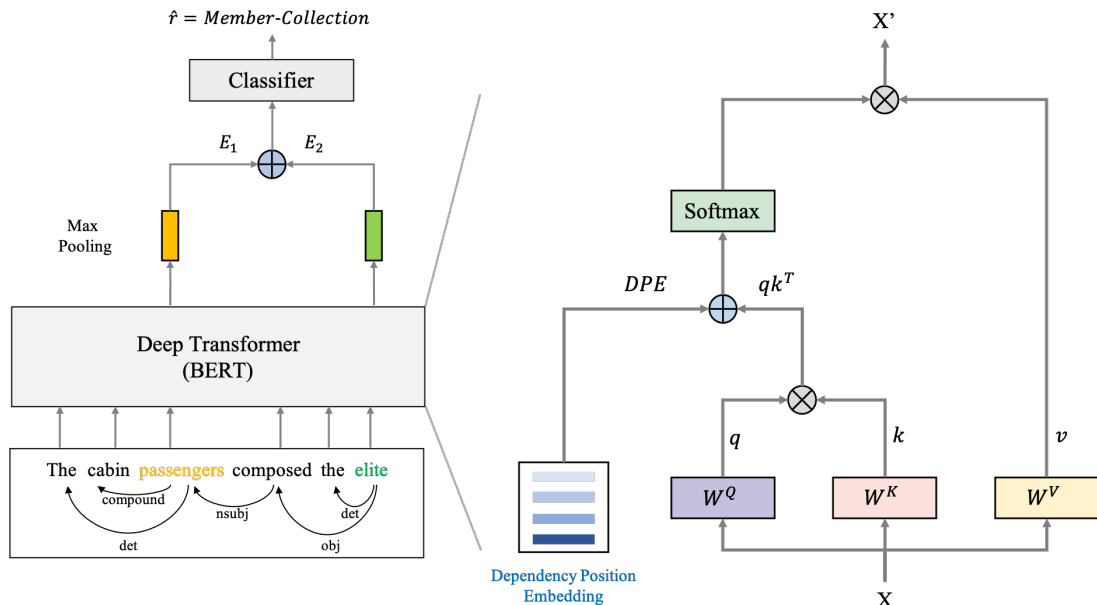 r̂ = Member-Collection
Classifier
E₁
E₂
Max
Pooling
Deep Transformer
(BERT)
The cabin passengers composed the elite
compound
nsubj
det
det
obj
X’
Softmax
DPE
qkᵀ
q
k
v
W^Q
W^K
W^V
Dependency Position
Embedding
X